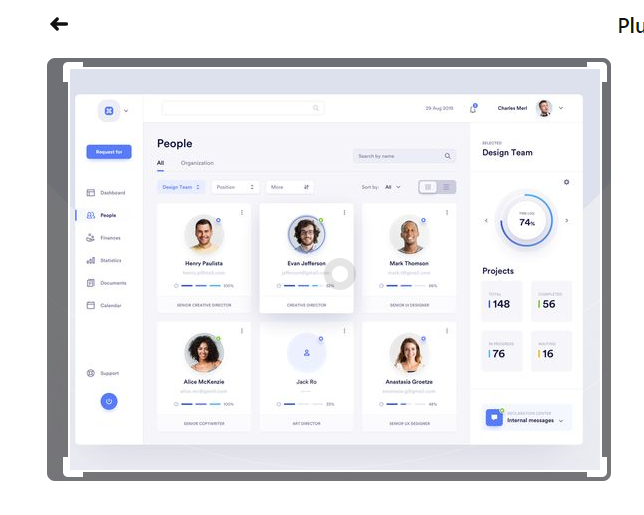 Plu
29 Aug 2019
Charles Merl
Request for
Dashboard
People
Finances
Statistics
Documents
Calendar
Support
People
All
Organization
Search by name
Design Team
Position
More
Sort by: All
Henry Paulista
100%
SENIOR CREATIVE DIRECTOR
Evan Jefferson
CREATIVE DIRECTOR
Mark Thomson
SENIOR UI DESIGNER
Alice McKenzie
100%
SENIOR COPYWRITER
Jack Ro
ART DIRECTOR
Anastasia Groetze
SENIOR UX DESIGNER
SELECTED
Design Team
74%
Projects
TOTAL
148
COMPLETED
56
IN PROGRESS
76
WAITING
16
DECLARATION CENTER
Internal messages